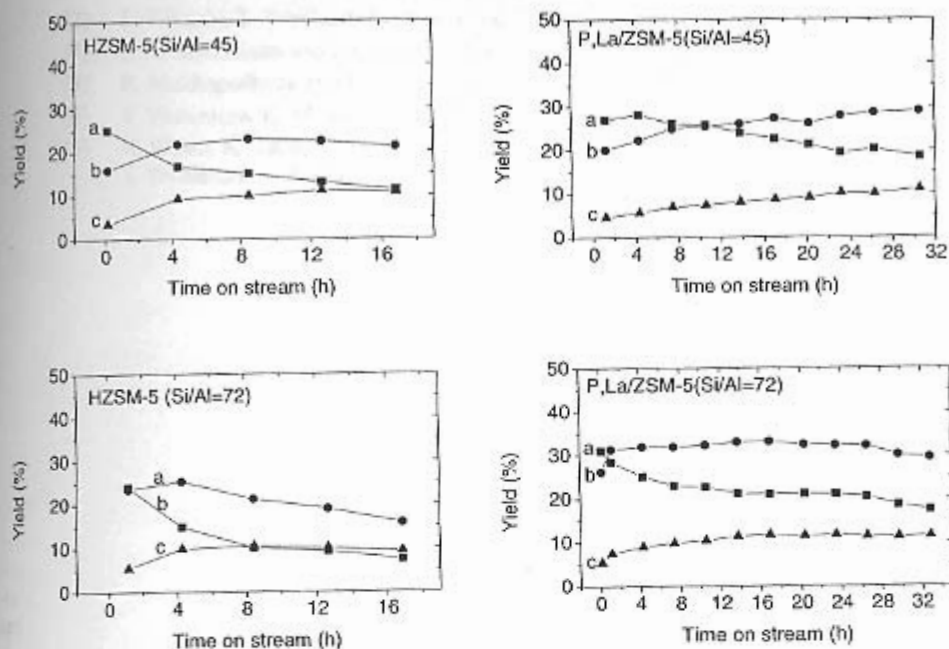 HZSM-5(Si/Al=45)
50
40
30
20
10
0
Yield (%)
a
b
c
0 4 8 12 16
Time on stream (h)
P,La/ZSM-5(Si/Al=45)
50
40
30
20
10
0
Yield (%)
a
b
c
0 4 8 12 16 20 24 28 32
Time on stream (h)
HZSM-5 (Si/Al=72)
50
40
30
20
10
0
Yield (%)
a
b
c
0 4 8 12 16
Time on stream (h)
P,La/ZSM-5(Si/Al=72)
50
40
30
20
10
0
Yield (%)
a
b
c
0 4 8 12 16 20 24 28 32
Time on stream (h)